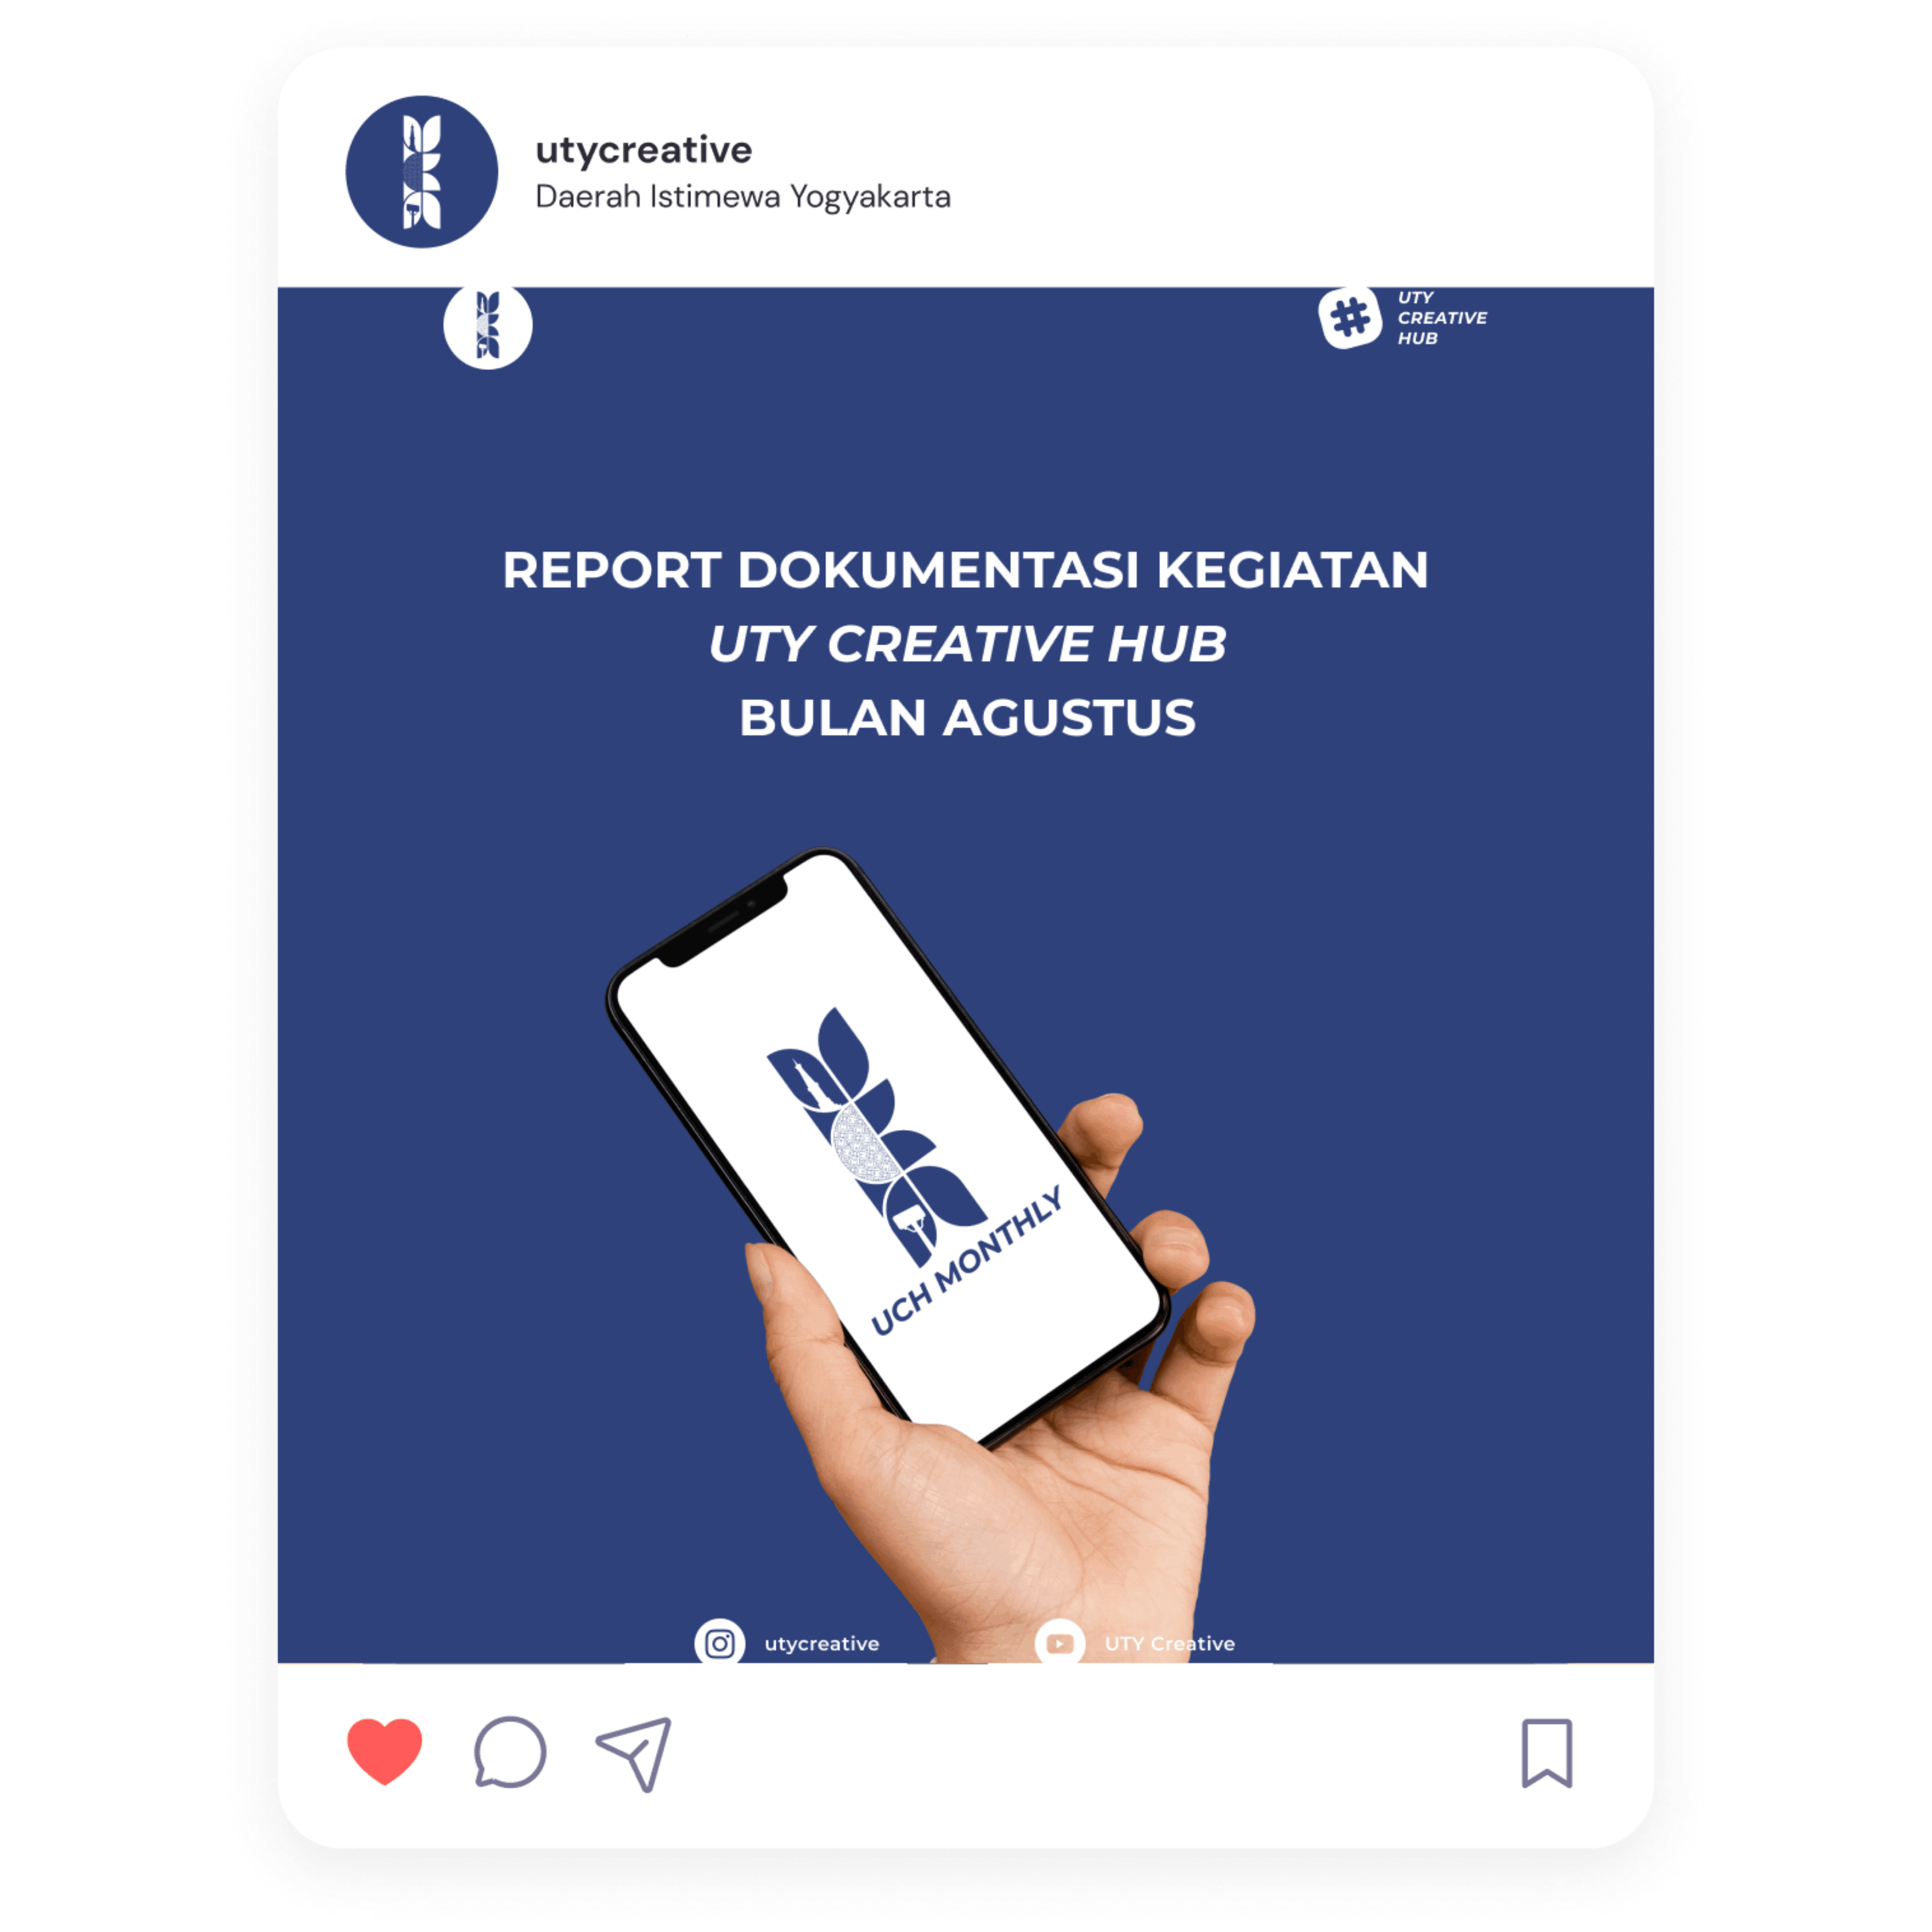 utycreative
Daerah Istimewa Yogyakarta
UTY
CREATIVE
HUB
REPORT DOKUMENTASI KEGIATAN
UTY CREATIVE HUB
BULAN AGUSTUS
UCH MONTHLY
utycreative
UTY Creative